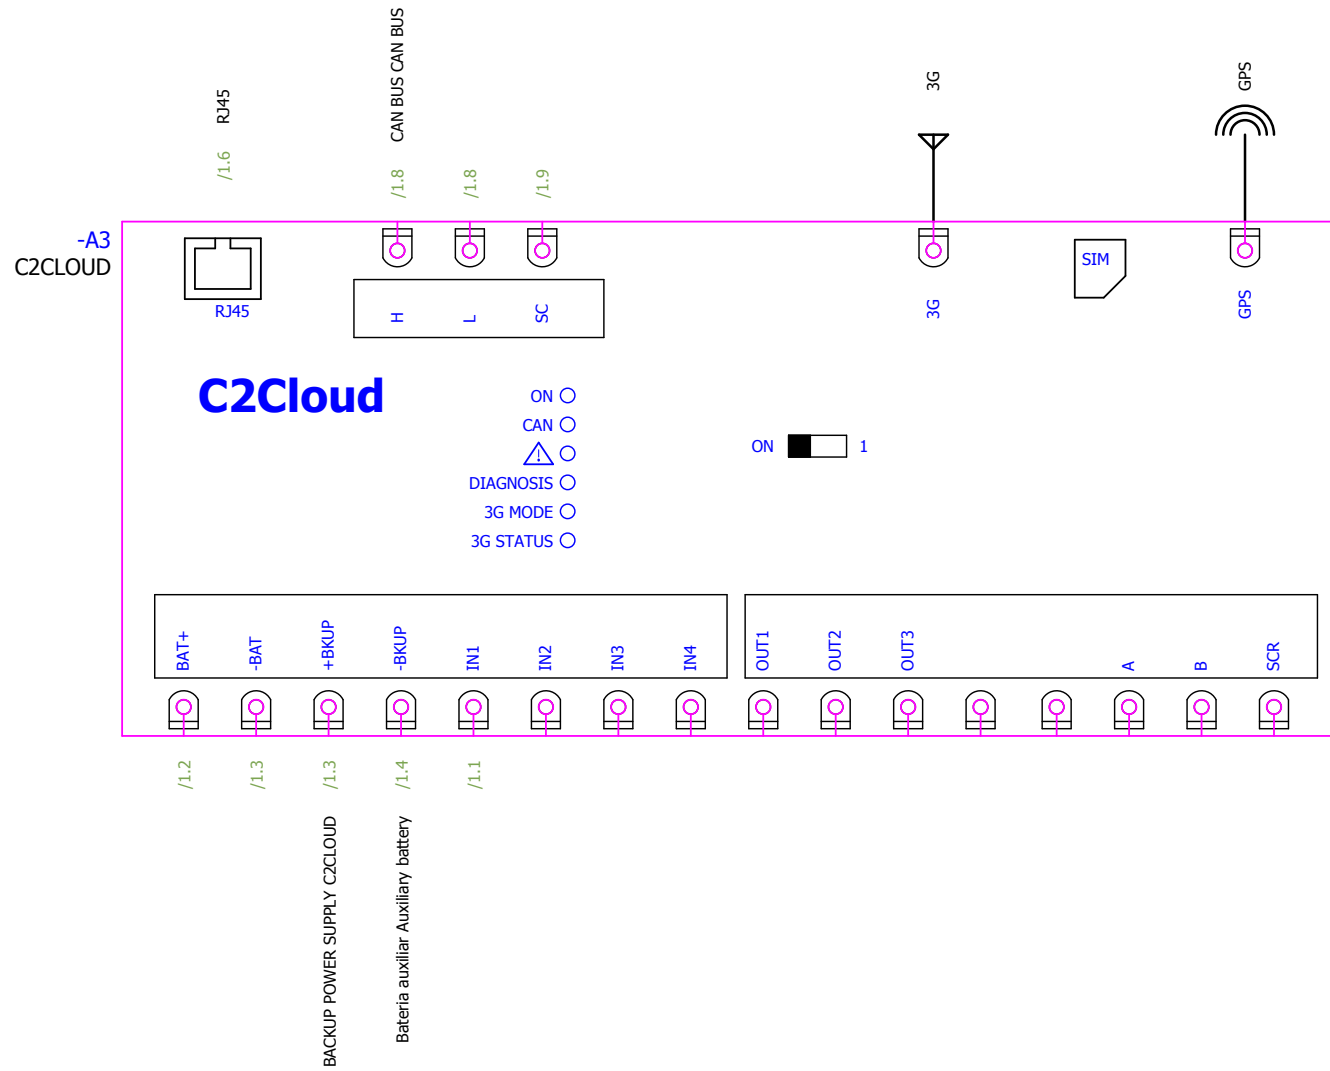 CAN BUS CAN BUS
RJ45
3G
GPS
/1.6
/1.8
/1.8
/1.9
-A3
C2CLOUD
RJ45
H
L
SC
3G
SIM
GPS
C2Cloud
ON
CAN
!
DIAGNOSIS
3G MODE
3G STATUS
ON
1
BAT+
-BAT
+BKUP
-BKUP
IN1
IN2
IN3
IN4
OUT1
OUT2
OUT3
A
B
SCR
/1.2
/1.3
/1.3
/1.4
/1.1
BACKUP POWER SUPPLY C2CLOUD
Bateria auxiliar Auxiliary battery